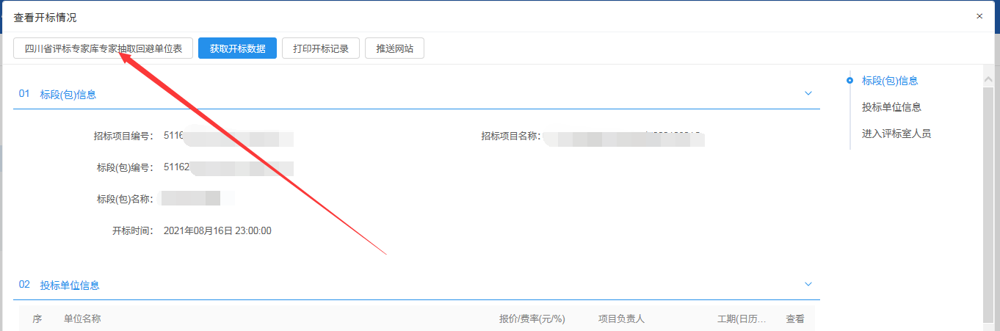 查看开标情况
×
四川省评标专家库专家抽取回避单位表 获取开标数据 打印开标记录 推送网站
01 标段(包)信息
招标项目编号: 5116
招标项目名称:
标段(包)编号: 51162
标段(包)名称:
开标时间: 2021年08月16日 23:00:00
02 投标单位信息
序 单位名称 报价/费率(元/%) 项目负责人 工期(日历... 查看
标段(包)信息
投标单位信息
进入评标室人员